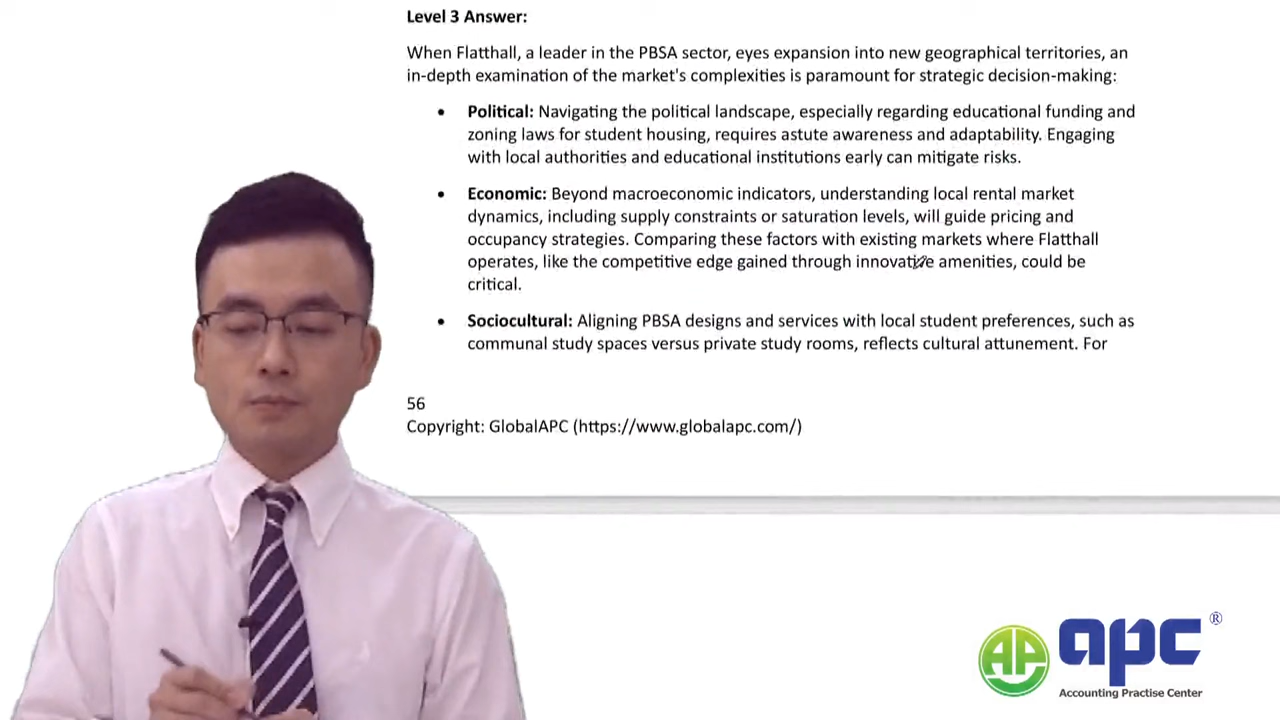 Level 3 Answer:
When Flatthall, a leader in the PBSA sector, eyes expansion into new geographical territories, an
in-depth examination of the market's complexities is paramount for strategic decision-making:
• Political: Navigating the political landscape, especially regarding educational funding and
zoning laws for student housing, requires astute awareness and adaptability. Engaging
with local authorities and educational institutions early can mitigate risks.
• Economic: Beyond macroeconomic indicators, understanding local rental market
dynamics, including supply constraints or saturation levels, will guide pricing and
occupancy strategies. Comparing these factors with existing markets where Flatthall
operates, like the competitive edge gained through innovative amenities, could be
critical.
• Sociocultural: Aligning PBSA designs and services with local student preferences, such as
communal study spaces versus private study rooms, reflects cultural attunement. For
56
Copyright: GlobalAPC (https://www.globalapc.com/)
AP apc ®
Accounting Practise Center